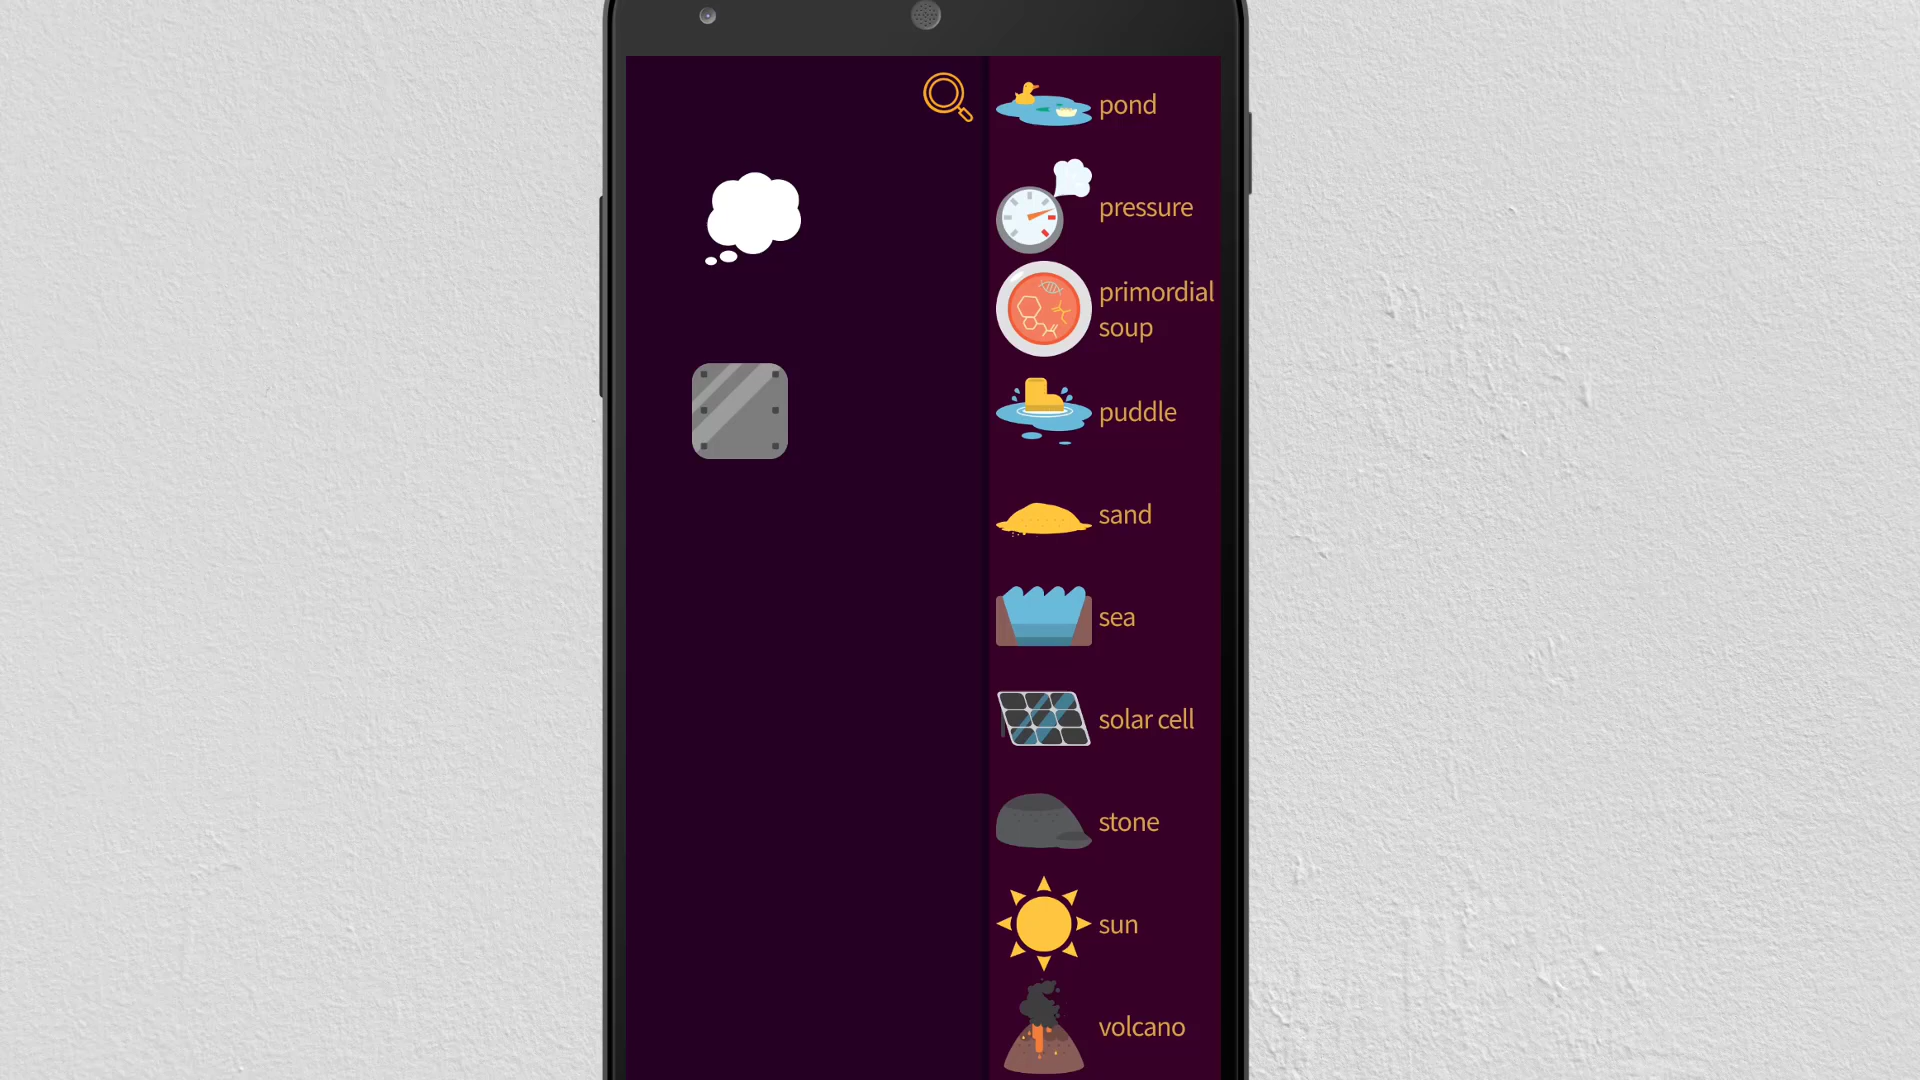 pond
pressure
primordial
soup
puddle
sand
sea
solar cell
stone
sun
volcano